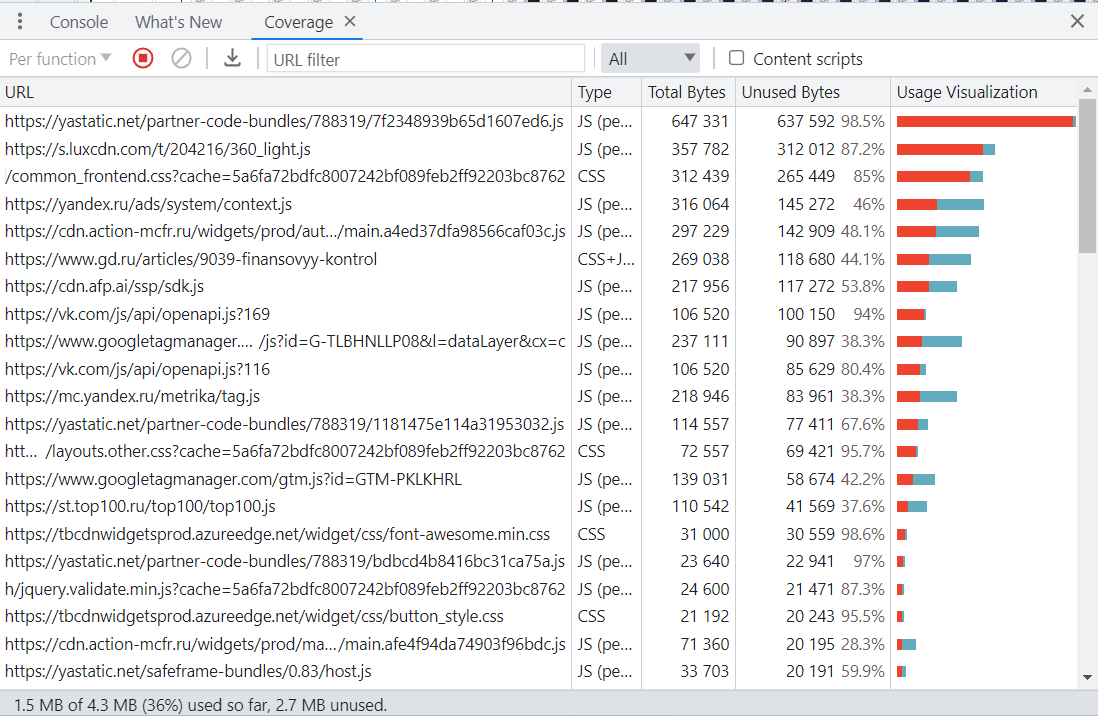 Console What's New Coverage
Per function URL filter All Content scripts
URL Type Total Bytes Unused Bytes Usage Visualization
https://yastatic.net/partner-code-bundles/788319/7f2348939b65d1607ed6.js JS (pe... 647 331 637 592 98.5%
https://s.luxcdn.com/t/204216/360_light.js JS (pe... 357 782 312 012 87.2%
/common_frontend.css?cache=5a6fa72bdfc8007242bf089feb2ff92203bc8762 CSS 312 439 265 449 85%
https://yandex.ru/ads/system/context.js JS (pe... 316 064 145 272 46%
https://cdn.action-mcfr.ru/widgets/prod/aut.../main.a4ed37dfa98566caf03c.js JS (pe... 297 229 142 909 48.1%
https://www.gd.ru/articles/9039-finansovyy-kontrol CSS+J... 269 038 118 680 44.1%
https://cdn.afp.ai/ssp/sdk.js JS (pe... 217 956 117 272 53.8%
https://vk.com/js/api/openapi.js?169 JS (pe... 106 520 100 150 94%
https://www.googletagmanager.... /js?id=G-TLBHNLLP08&l=dataLayer&cx=c JS (pe... 237 111 90 897 38.3%
https://vk.com/js/api/openapi.js?116 JS (pe... 106 520 85 629 80.4%
https://mc.yandex.ru/metrika/tag.js JS (pe... 218 946 83 961 38.3%
https://yastatic.net/partner-code-bundles/788319/1181475e114a31953032.js JS (pe... 114 557 77 411 67.6%
htt... /layouts.other.css?cache=5a6fa72bdfc8007242bf089feb2ff92203bc8762 CSS 72 557 69 421 95.7%
https://www.googletagmanager.com/gtm.js?id=GTM-PKLKHRL JS (pe... 139 031 58 674 42.2%
https://st.top100.ru/top100/top100.js JS (pe... 110 542 41 569 37.6%
https://tbcdnwidgetsprod.azureedge.net/widget/css/font-awesome.min.css CSS 31 000 30 559 98.6%
https://yastatic.net/partner-code-bundles/788319/bdbcd4b8416bc31ca75a.js JS (pe... 23 640 22 941 97%
h/jquery.validate.min.js?cache=5a6fa72bdfc8007242bf089feb2ff92203bc8762 JS (pe... 24 600 21 471 87.3%
https://tbcdnwidgetsprod.azureedge.net/widget/css/button_style.css CSS 21 192 20 243 95.5%
https://cdn.action-mcfr.ru/widgets/prod/ma.../main.afe4f94da74903f96bdc.js JS (pe... 71 360 20 195 28.3%
https://yastatic.net/safeframe-bundles/0.83/host.js JS (pe... 33 703 20 191 59.9%
1.5 MB of 4.3 MB (36%) used so far, 2.7 MB unused.